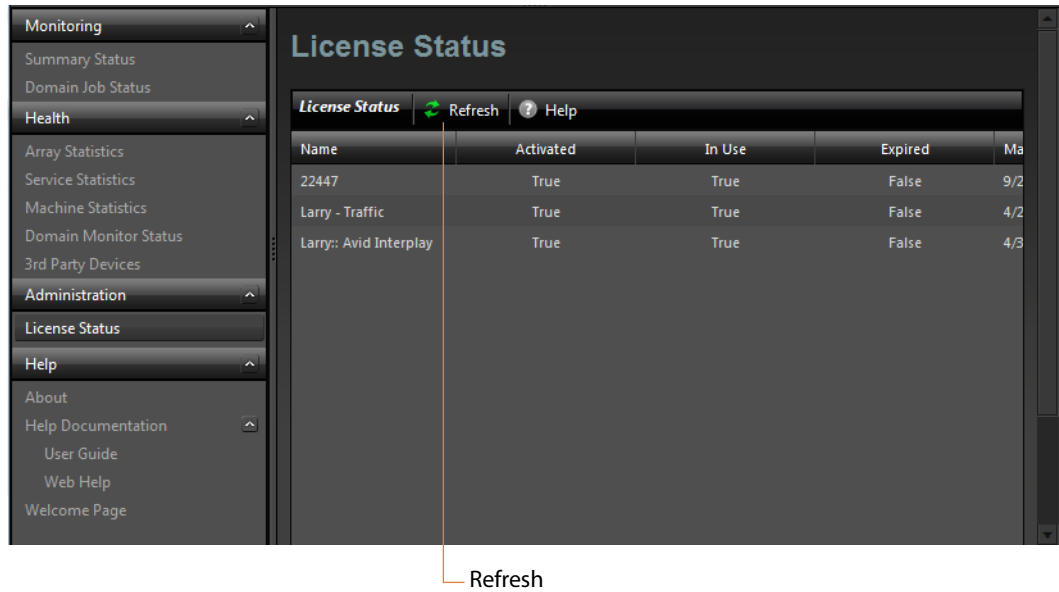 Monitoring
Summary Status
Domain Job Status
Health
Array Statistics
Service Statistics
Machine Statistics
Domain Monitor Status
3rd Party Devices
Administration
License Status
Help
About
Help Documentation
User Guide
Web Help
Welcome Page
License Status
License Status Refresh Help
Name Activated In Use Expired Ma
22447 True True False 9/2
Larry - Traffic True True False 4/2
Larry:: Avid Interplay True True False 4/3
Refresh